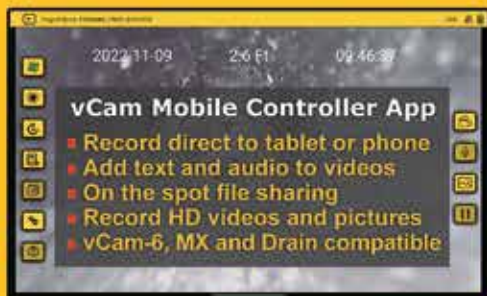 2022-11-09 2:6 Ft 09:46:39
vCam Mobile Controller App
Record direct to tablet or phone
Add text and audio to videos
On the spot file sharing
Record HD videos and pictures
vCam-6, MX and Drain compatible